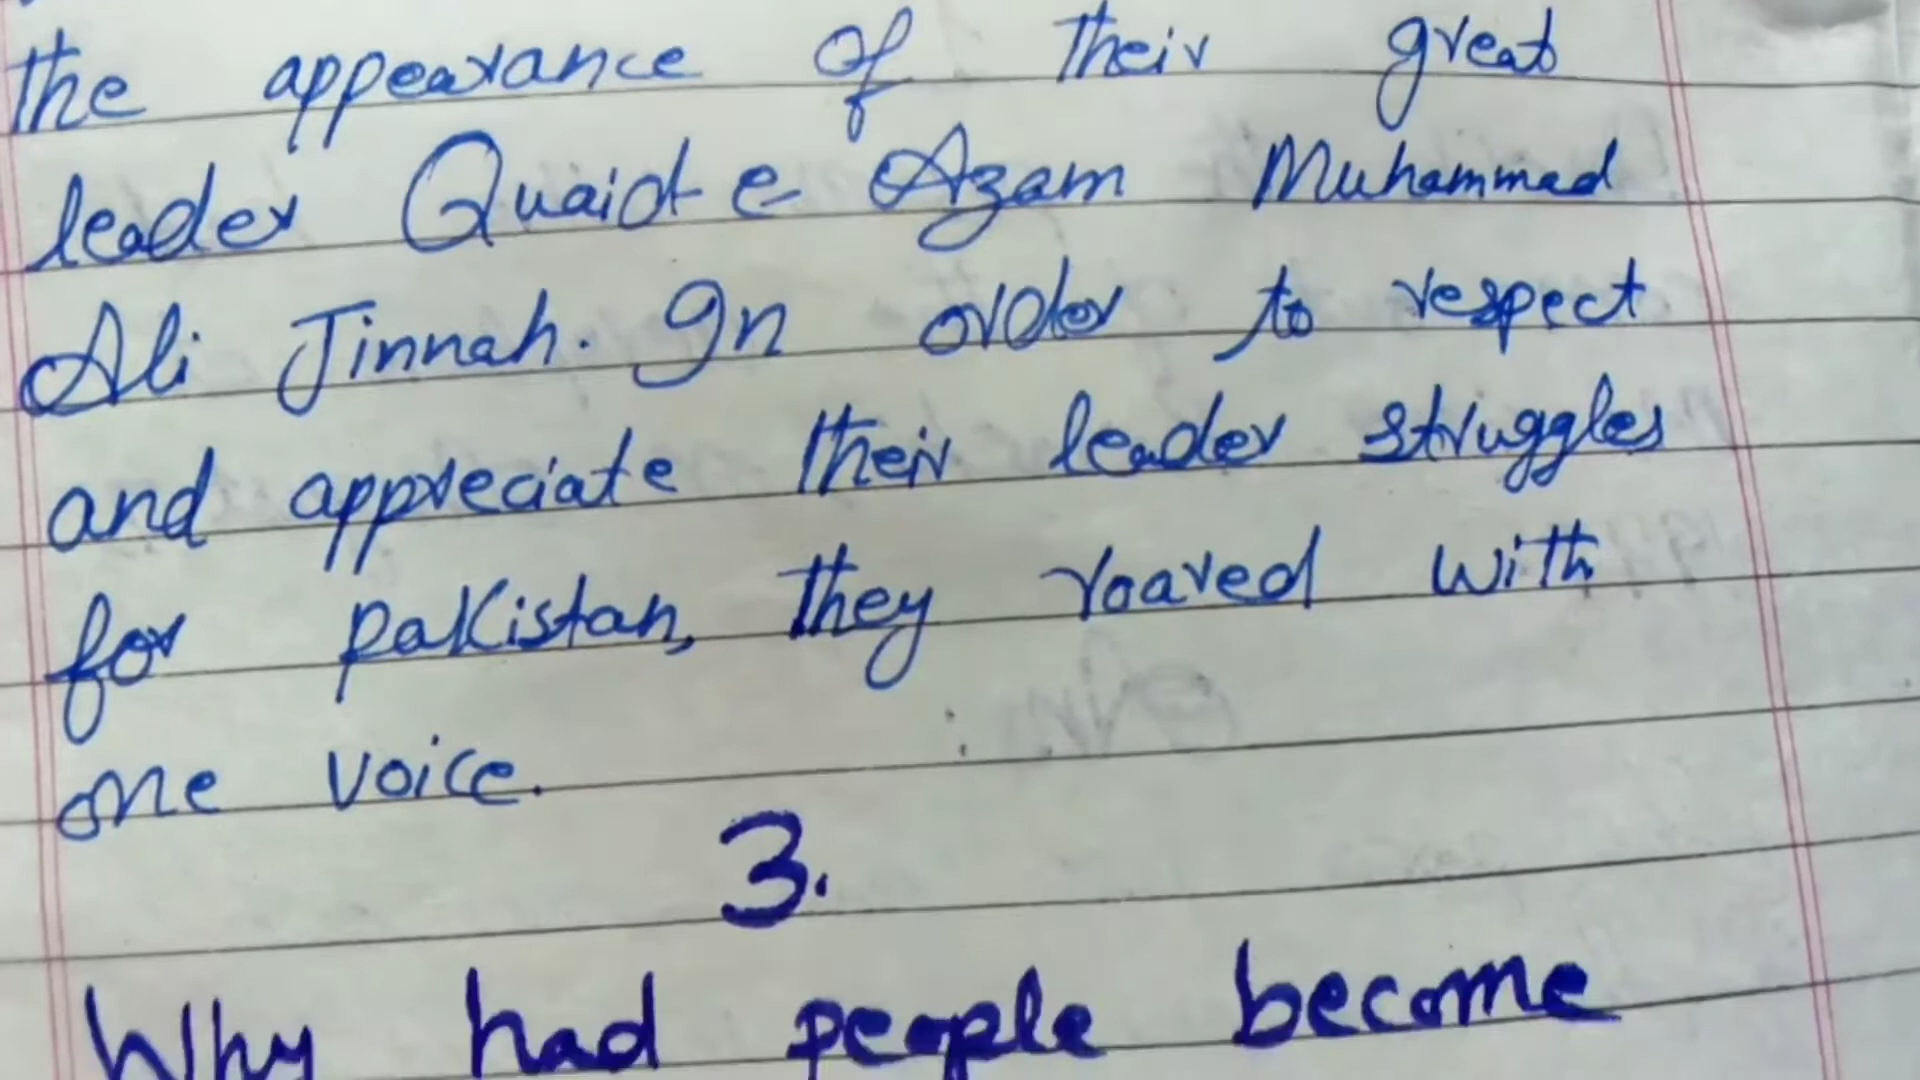 the appearance of their great
leader Quaid-e-Azam Muhammad
Ali Jinnah. In order to respect
and appreciate their leader struggles
for pakistan, they roared with
one voice.
3.
Why had people become